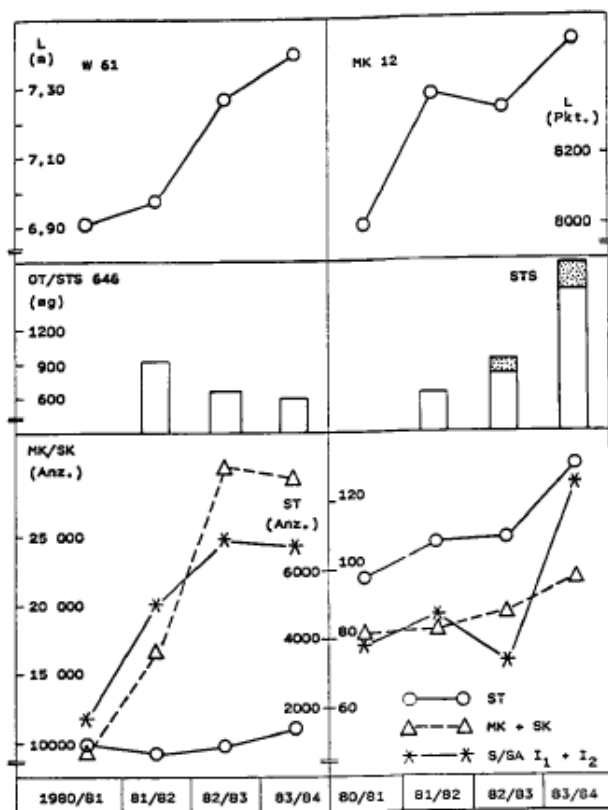 L
(m)
W 61
7,30
7,10
6,90
MK 12
L
(Pkt.)
8200
8000
OT/STS 646
(mg)
1200
900
600
STS
MK/SK
(Anz.)
25 000
20 000
15 000
10000
ST
(Anz.)
6000
4000
2000
120
100
80
60
ST
MK + SK
S/SA I₁ + I₂
1980/81 81/82 82/83 83/84 80/81 81/82 82/83 83/84